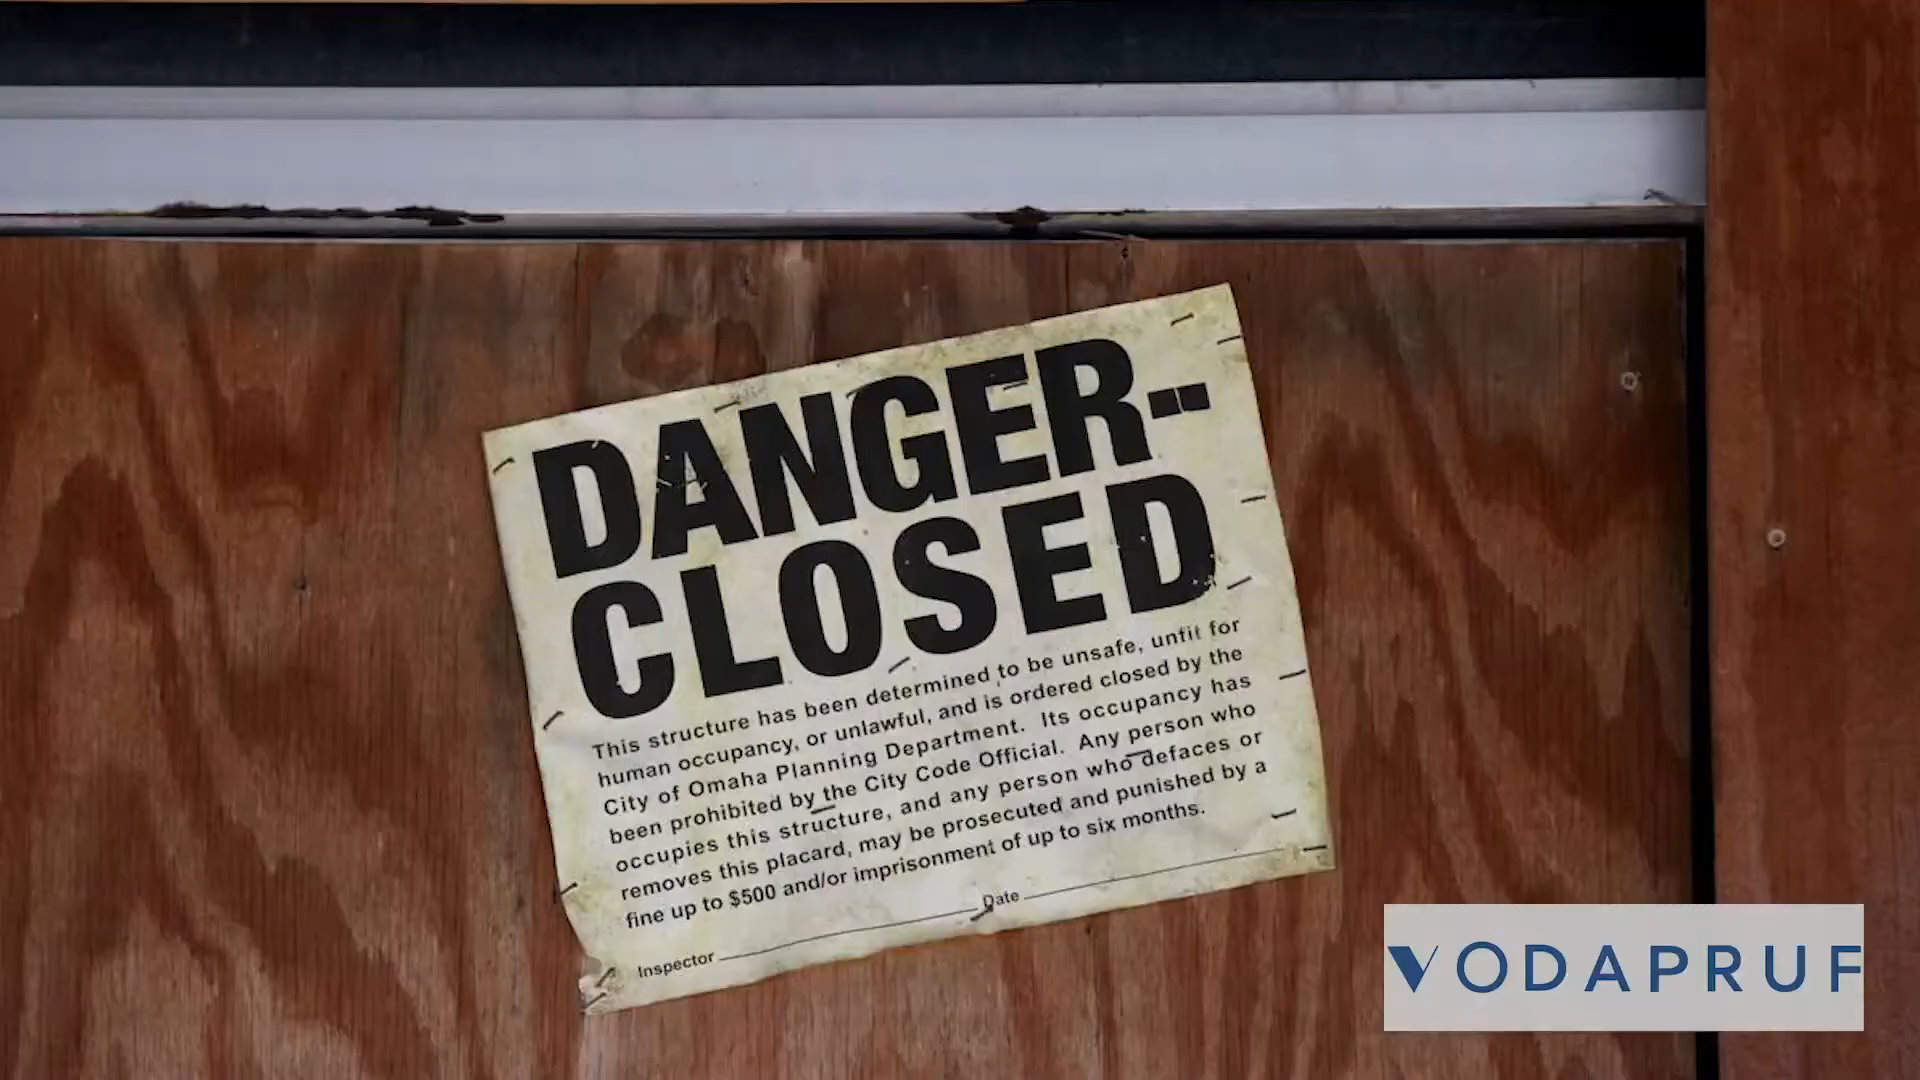 DANGER--
CLOSED
This structure has been determined to be unsafe, unfit for
human occupancy, or unlawful, and is ordered closed by the
City of Omaha Planning Department. Its occupancy has
been prohibited by the City Code Official. Any person who
occupies this structure, and any person who defaces or
removes this placard, may be prosecuted and punished by a
fine up to $500 and/or imprisonment of up to six months.
Inspector Date
VODAPRUF